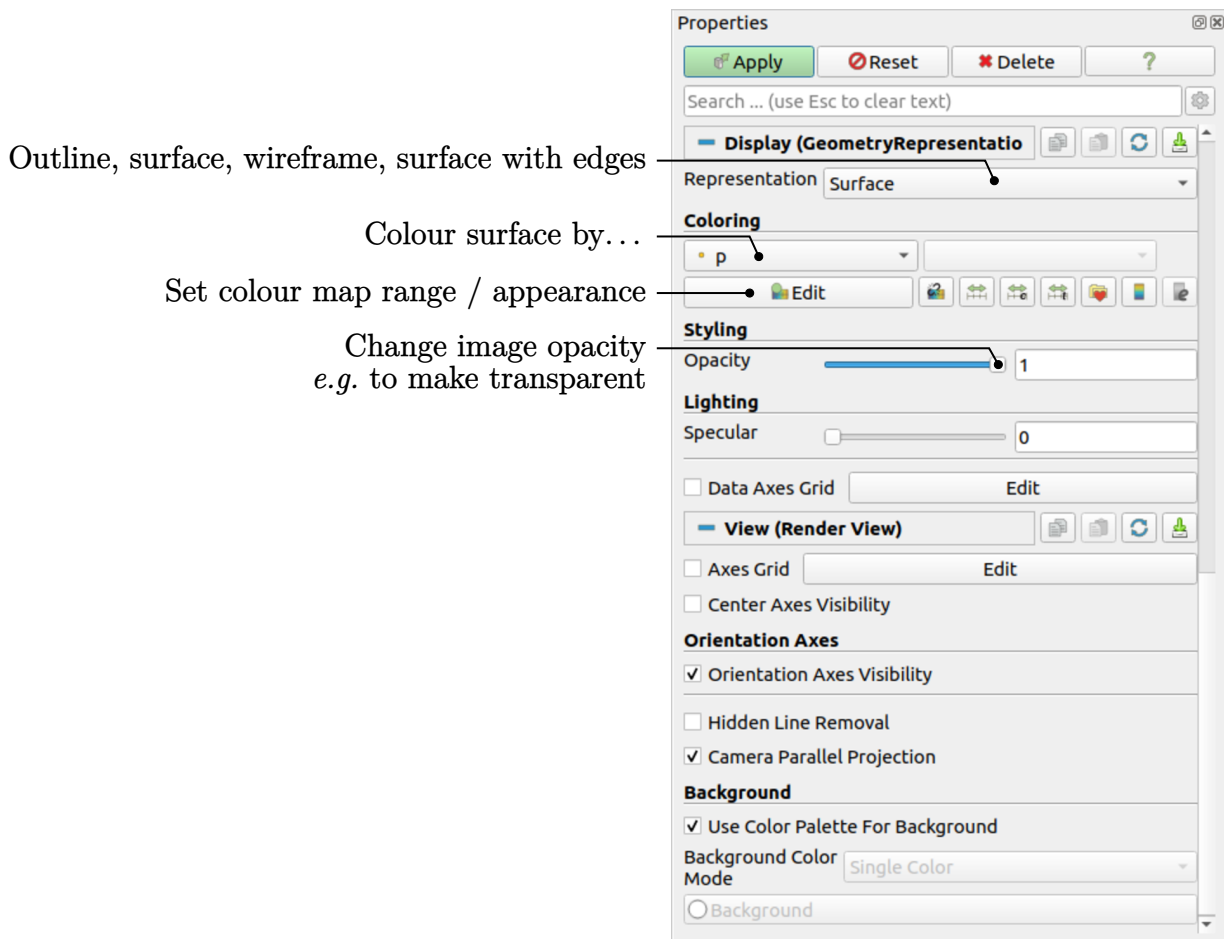 Properties
Apply Reset Delete ?
Search ... (use Esc to clear text)
Display (GeometryRepresentatio
Outline, surface, wireframe, surface with edges
Representation Surface
Coloring
Colour surface by...
p
Set colour map range / appearance
Edit
Styling
Change image opacity
e.g. to make transparent
Opacity 1
Lighting
Specular 0
Data Axes Grid Edit
View (Render View)
Axes Grid Edit
Center Axes Visibility
Orientation Axes
Orientation Axes Visibility
Hidden Line Removal
Camera Parallel Projection
Background
Use Color Palette For Background
Background Color
Mode
Single Color
Background